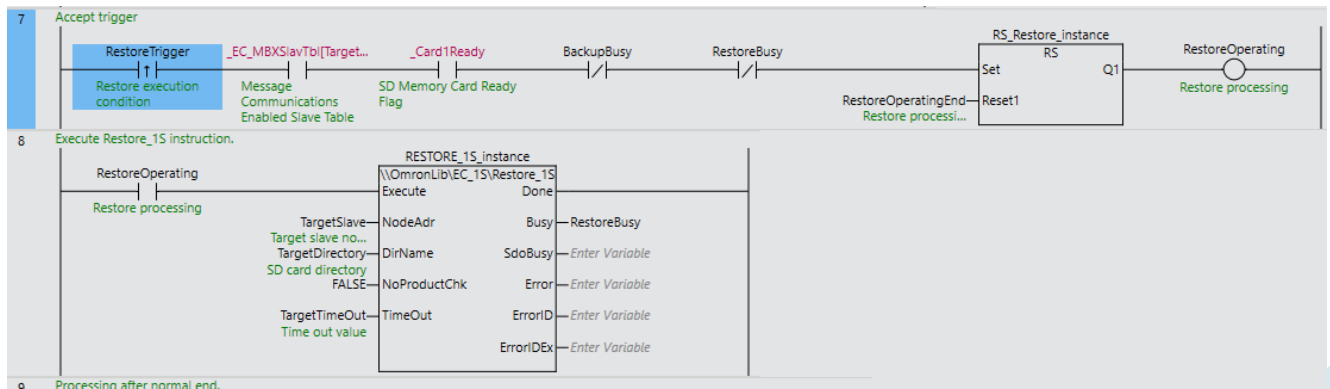 7 Accept trigger
RS_Restore_instance
RestoreTrigger _EC_MBXSlavTbl[Target... _Card1Ready BackupBusy RestoreBusy RS RestoreOperating
Set Q1
Restore execution Message SD Memory Card Ready Restore processing
condition Communications Flag RestoreOperatingEnd Reset1
Enabled Slave Table Restore processi...
8 Execute Restore_1S instruction.
RESTORE_1S_instance
RestoreOperating \\OmronLib\EC_1S\Restore_1S
Execute Done
Restore processing
TargetSlave NodeAdr Busy RestoreBusy
Target slave no...
TargetDirectory DirName SdoBusy Enter Variable
SD card directory
FALSE NoProductChk Error Enter Variable
TargetTimeOut TimeOut ErrorID Enter Variable
Time out value
ErrorIDEx Enter Variable
9 Processing after normal end.